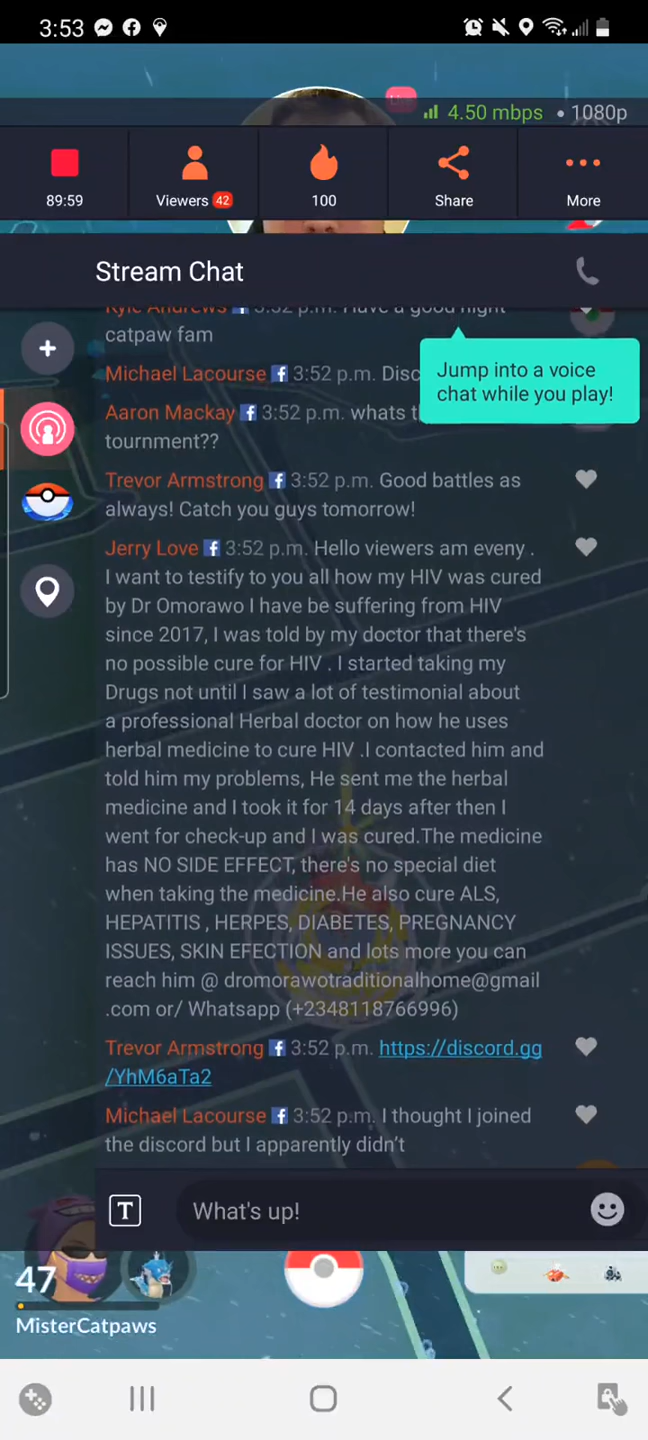 3:53
4.50 mbps • 1080p
89:59
Viewers 42
100
Share
More
Stream Chat
Kyle Andrews 3:52 p.m. Have a good night
catpaw fam
Jump into a voice
chat while you play!
Michael Lacourse 3:52 p.m. Disc
Aaron Mackay 3:52 p.m. whats t
tournment??
Trevor Armstrong 3:52 p.m. Good battles as
always! Catch you guys tomorrow!
Jerry Love 3:52 p.m. Hello viewers am eveny .
I want to testify to you all how my HIV was cured
by Dr Omorawo I have be suffering from HIV
since 2017, I was told by my doctor that there's
no possible cure for HIV . I started taking my
Drugs not until I saw a lot of testimonial about
a professional Herbal doctor on how he uses
herbal medicine to cure HIV .I contacted him and
told him my problems, He sent me the herbal
medicine and I took it for 14 days after then I
went for check-up and I was cured.The medicine
has NO SIDE EFFECT, there's no special diet
when taking the medicine.He also cure ALS,
HEPATITIS , HERPES, DIABETES, PREGNANCY
ISSUES, SKIN EFECTION and lots more you can
reach him @ dromorawotraditionalhome@gmail
.com or/ Whatsapp (+2348118766996)
Trevor Armstrong 3:52 p.m. https://discord.gg
/YhM6aTa2
Michael Lacourse 3:52 p.m. I thought I joined
the discord but I apparently didn't
T
What's up!
47
MisterCatpaws